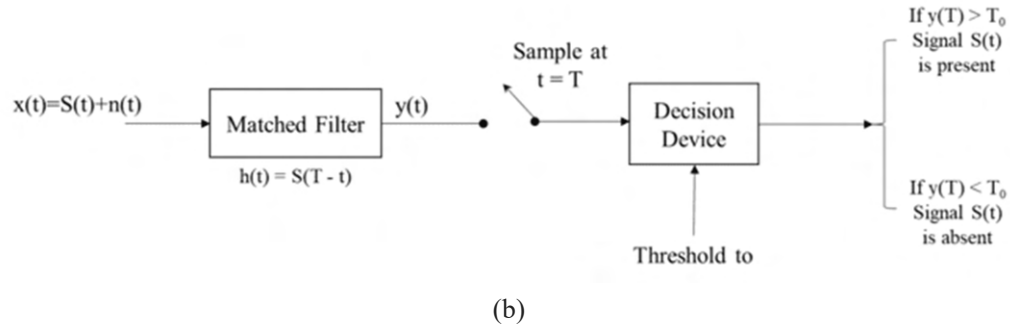 x(t)=S(t)+n(t)
Matched Filter
h(t) = S(T - t)
y(t)
Sample at
t = T
Decision
Device
Threshold to
If y(T) > T₀
Signal S(t)
is present
If y(T) < T₀
Signal S(t)
is absent
(b)